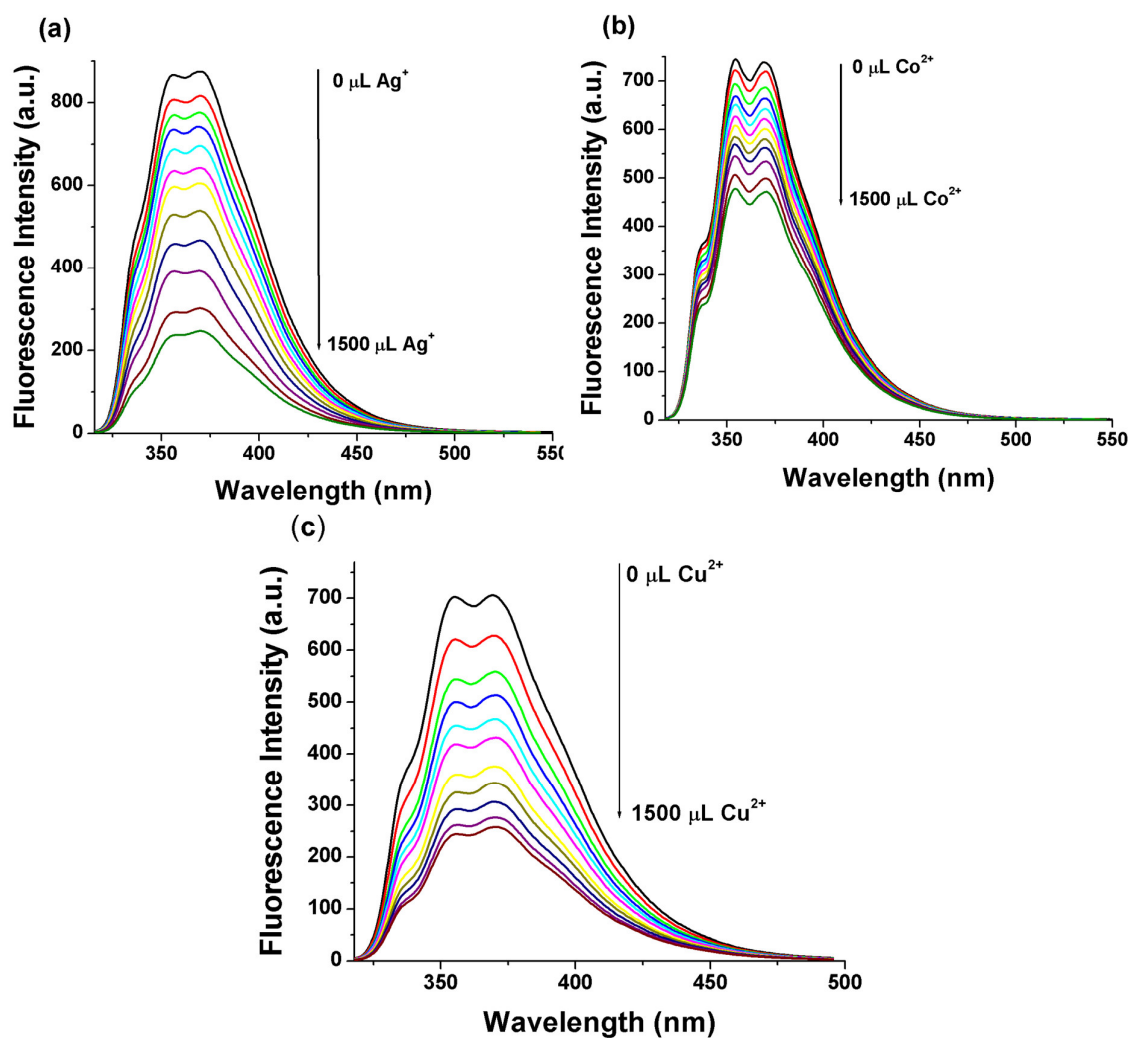 (a)
Fluorescence Intensity (a.u.)
800
600
400
200
0
350
400
450
500
550
Wavelength (nm)
0 μL Ag⁺
1500 μL Ag⁺
(b)
Fluorescence Intensity (a.u.)
700
600
500
400
300
200
100
0
350
400
450
500
550
Wavelength (nm)
0 μL Co²⁺
1500 μL Co²⁺
(c)
Fluorescence Intensity (a.u.)
700
600
500
400
300
200
100
0
350
400
450
500
Wavelength (nm)
0 μL Cu²⁺
1500 μL Cu²⁺